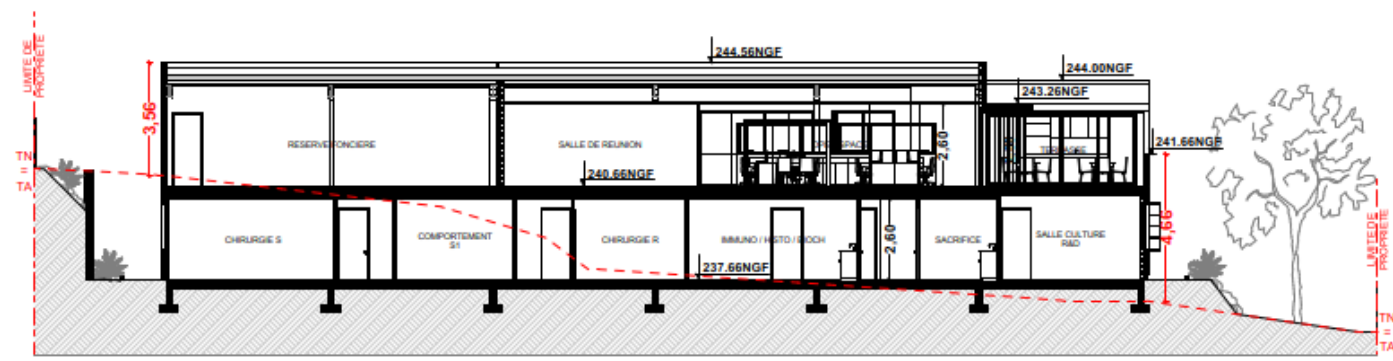 244.56NGF
244.00NGF
243.26NGF
LIMITE DE
PROPRIETE
3,56
RESERVE FONCIERE
SALLE DE REUNION
OPEN SPACE
2,60
TERRASSE
241.66NGF
TN
=
TA
240.66NGF
CHIRURGIE S
COMPORTEMENT
S1
CHIRURGIE R
IMMUNO / HISTO / BIOCH
2,60
SACRIFICE
SALLE CULTURE
R&D
4,66
LIMITE DE
PROPRIETE
237.66NGF
TN
=
TA